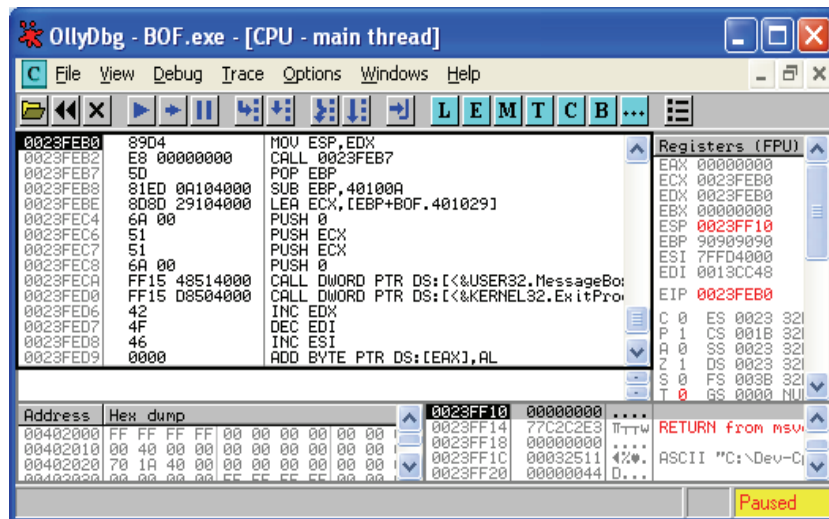 OllyDbg - BOF.exe - [CPU - main thread]
C File View Debug Trace Options Windows Help
L E M T C B ...
0023FEB0 89D4 MOV ESP,EDX
0023FEB2 E8 00000000 CALL 0023FEB7
0023FEB7 5D POP EBP
0023FEB8 81ED 0A104000 SUB EBP,40100A
0023FEBE 8D8D 29104000 LEA ECX,[EBP+BOF.401029]
0023FEC4 6A 00 PUSH 0
0023FEC6 51 PUSH ECX
0023FEC7 51 PUSH ECX
0023FEC8 6A 00 PUSH 0
0023FECA FF15 48514000 CALL DWORD PTR DS:[<&USER32.MessageBo
0023FED0 FF15 D8504000 CALL DWORD PTR DS:[<&KERNEL32.ExitPro
0023FED6 42 INC EDX
0023FED7 4F DEC EDI
0023FED8 46 INC ESI
0023FED9 0000 ADD BYTE PTR DS:[EAX],AL
Registers (FPU)
EAX 00000000
ECX 0023FEB0
EDX 0023FEB0
EBX 00000000
ESP 0023FF10
EBP 90909090
ESI 7FFD4000
EDI 0013CC48
EIP 0023FEB0
C 0 ES 0023 32
P 1 CS 001B 32
A 0 SS 0023 32
Z 1 DS 0023 32
S 0 FS 003B 32
T 0 GS 0000 NUL
Address Hex dump
00402000 FF FF FF FF 00 00 00 00 00 00
00402010 00 40 00 00 00 00 00 00 00 00
00402020 70 1A 40 00 00 00 00 00 00 00
0023FF10 00000000 ....
0023FF14 77C2C2E3 RETURN from msv
0023FF18 00000000 ....
0023FF1C 00032511 ASCII "C:\Dev-Cp
0023FF20 00000044 D...
Paused